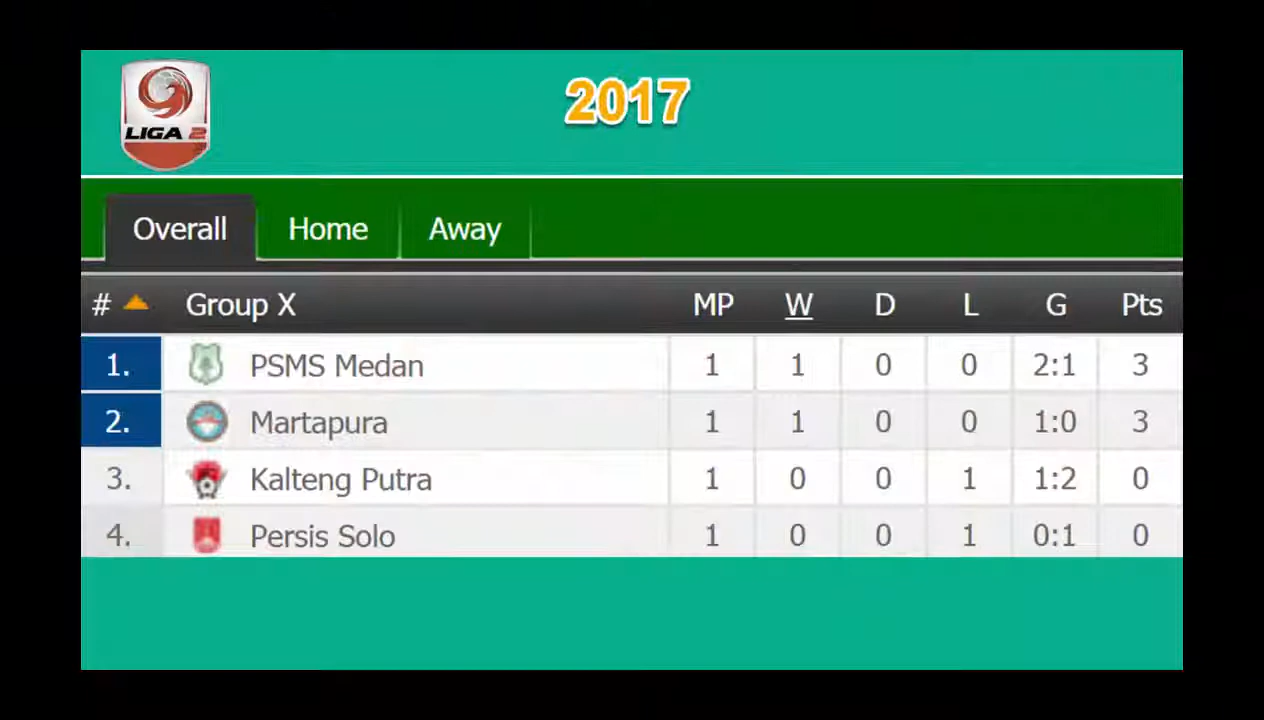 LIGA 2
2017
Overall Home Away
# Group X MP W D L G Pts
1. PSMS Medan 1 1 0 0 2:1 3
2. Martapura 1 1 0 0 1:0 3
3. Kalteng Putra 1 0 0 1 1:2 0
4. Persis Solo 1 0 0 1 0:1 0